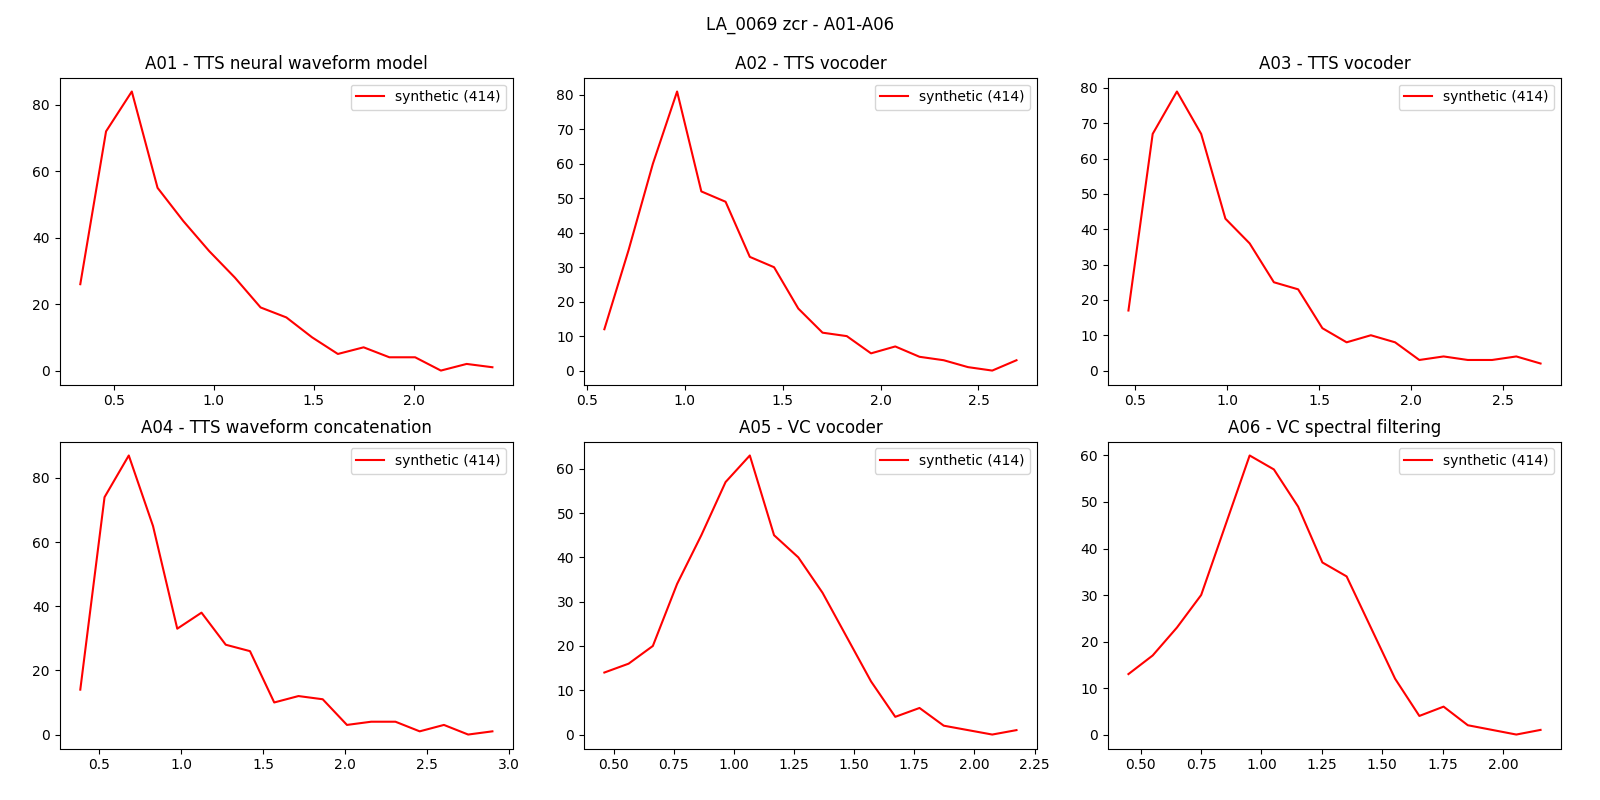 LA_0069 zcr - A01-A06
A01 - TTS neural waveform model
synthetic (414)
80
60
40
20
0
0.5 1.0 1.5 2.0
A02 - TTS vocoder
synthetic (414)
80
70
60
50
40
30
20
10
0
0.5 1.0 1.5 2.0 2.5
A03 - TTS vocoder
synthetic (414)
80
70
60
50
40
30
20
10
0
0.5 1.0 1.5 2.0 2.5
A04 - TTS waveform concatenation
synthetic (414)
80
60
40
20
0
0.5 1.0 1.5 2.0 2.5 3.0
A05 - VC vocoder
synthetic (414)
60
50
40
30
20
10
0
0.50 0.75 1.00 1.25 1.50 1.75 2.00 2.25
A06 - VC spectral filtering
synthetic (414)
60
50
40
30
20
10
0
0.50 0.75 1.00 1.25 1.50 1.75 2.00